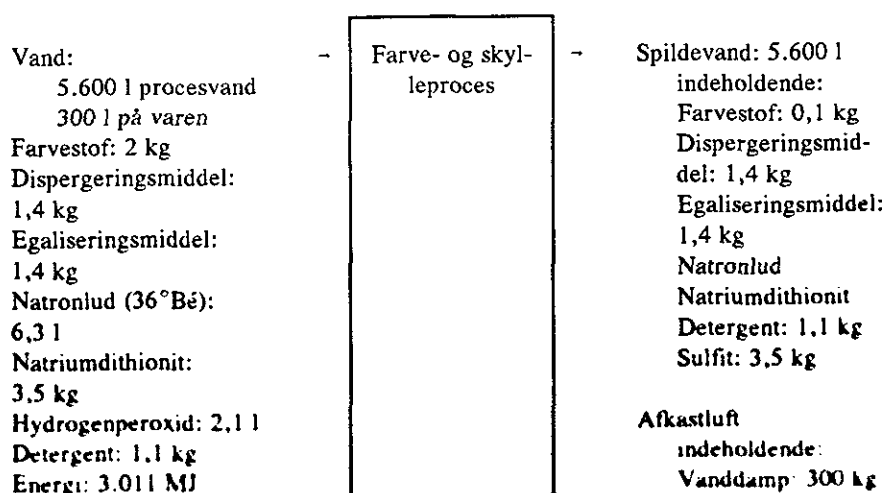 Vand:
5.600 l procesvand
300 l på varen
Farvestof: 2 kg
Dispergeringsmiddel:
1,4 kg
Egaliseringsmiddel:
1,4 kg
Natronlud (36°Bé):
6,3 l
Natriumdithionit:
3,5 kg
Hydrogenperoxid: 2,1 l
Detergent: 1,1 kg
Energi: 3.011 MJ
→ Farve- og skyl-
leproces
→ Spildevand: 5.600 l
indeholdende:
Farvestof: 0,1 kg
Dispergeringsmid-
del: 1,4 kg
Egaliseringsmiddel:
1,4 kg
Natronlud
Natriumdithionit
Detergent: 1,1 kg
Sulfit: 3,5 kg
Afkastluft
indeholdende:
Vanddamp: 300 kg